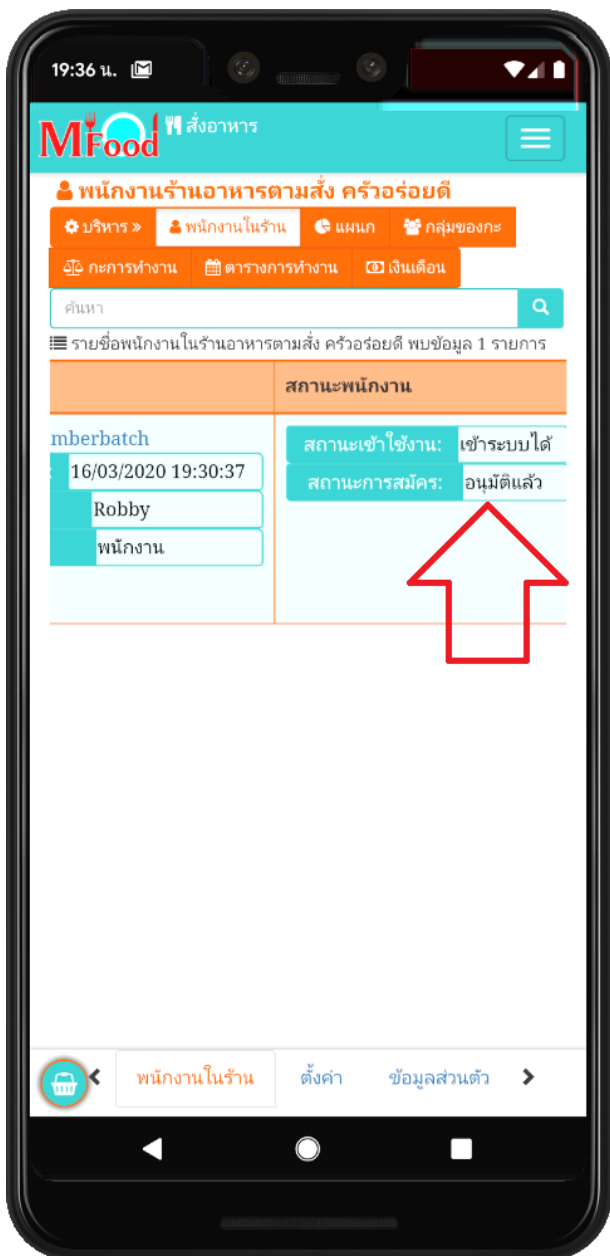 19:36 น.
MFood สั่งอาหาร
พนักงานร้านอาหารตามสั่ง ครัวอร่อยดี
บริหาร » พนักงานในร้าน แผนก กลุ่มของกะ
กะการทำงาน ตารางการทำงาน เงินเดือน
ค้นหา
รายชื่อพนักงานในร้านอาหารตามสั่ง ครัวอร่อยดี พบข้อมูล 1 รายการ
สถานะพนักงาน
mberbatch
: 16/03/2020 19:30:37
Robby
พนักงาน
สถานะเข้าใช้งาน: เข้าระบบได้
สถานะการสมัคร: อนุมัติแล้ว
พนักงานในร้าน ตั้งค่า ข้อมูลส่วนตัว